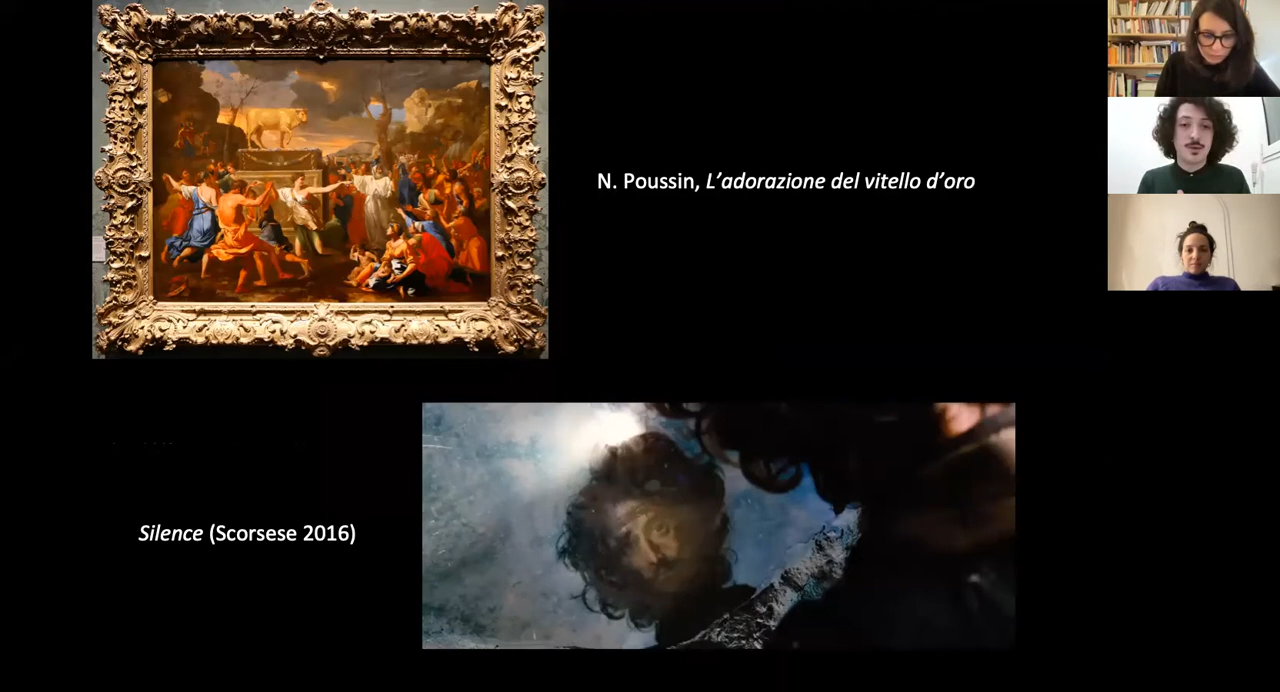 N. Poussin, L’adorazione del vitello d’oro
Silence (Scorsese 2016)